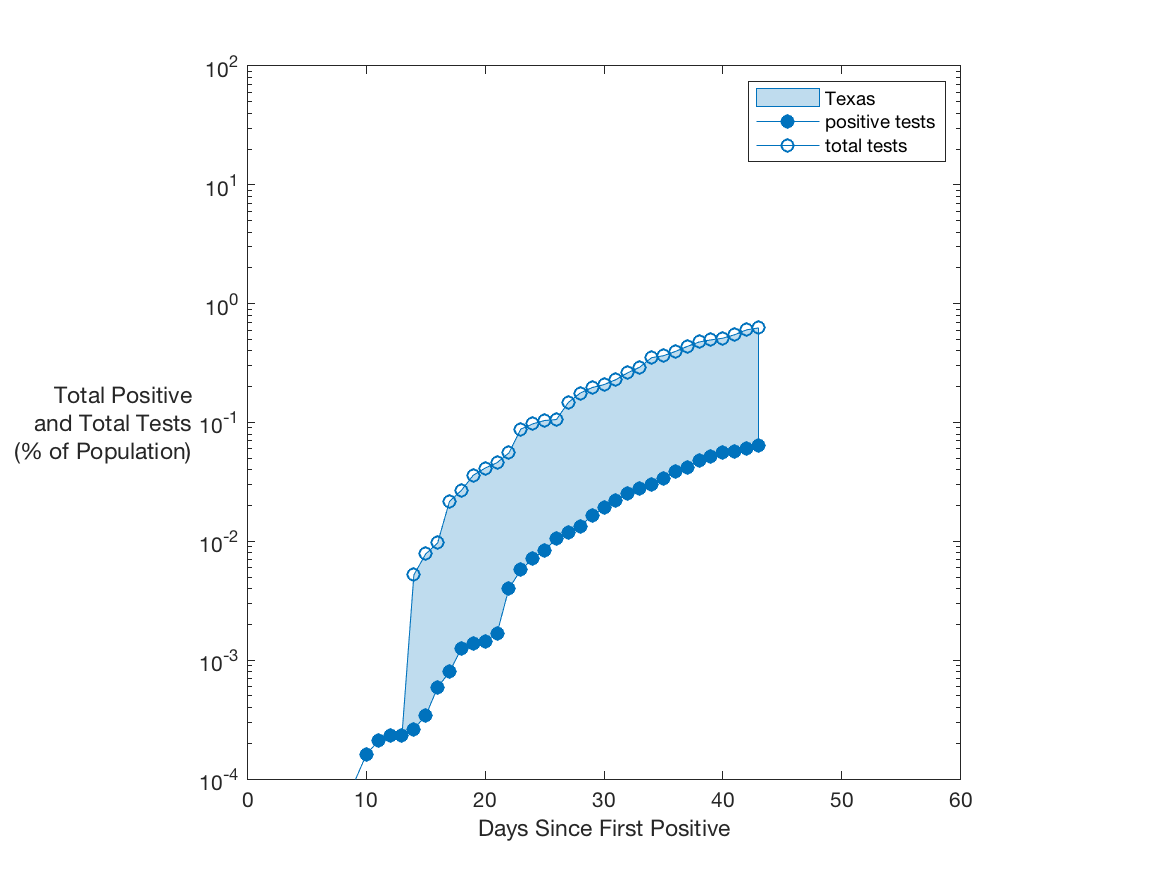 10^2
10^1
10^0
10^-1
10^-2
10^-3
10^-4
Total Positive
and Total Tests
(% of Population)
Texas
positive tests
total tests
0 10 20 30 40 50 60
Days Since First Positive